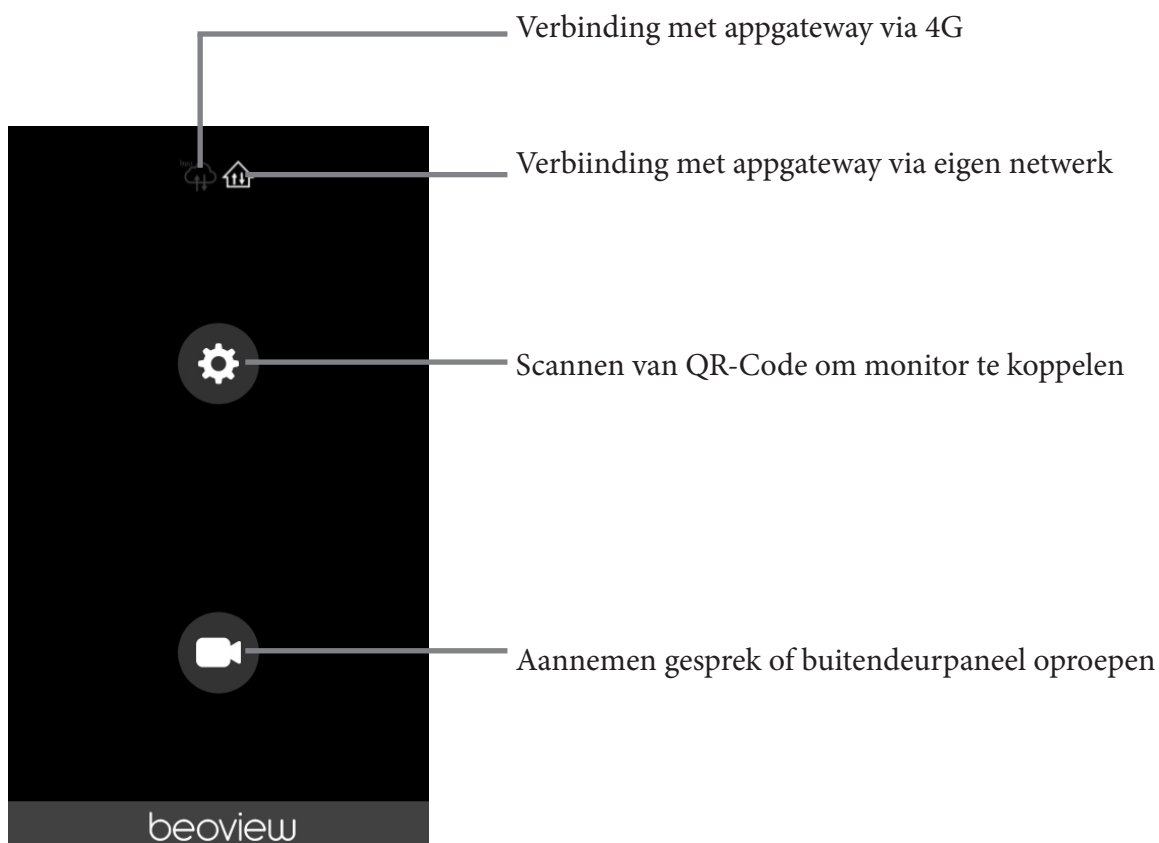 Verbinding met appgateway via 4G
Verbiinding met appgateway via eigen netwerk
Scannen van QR-Code om monitor te koppelen
Aannemen gesprek of buitendeurpaneel oproepen
beoview